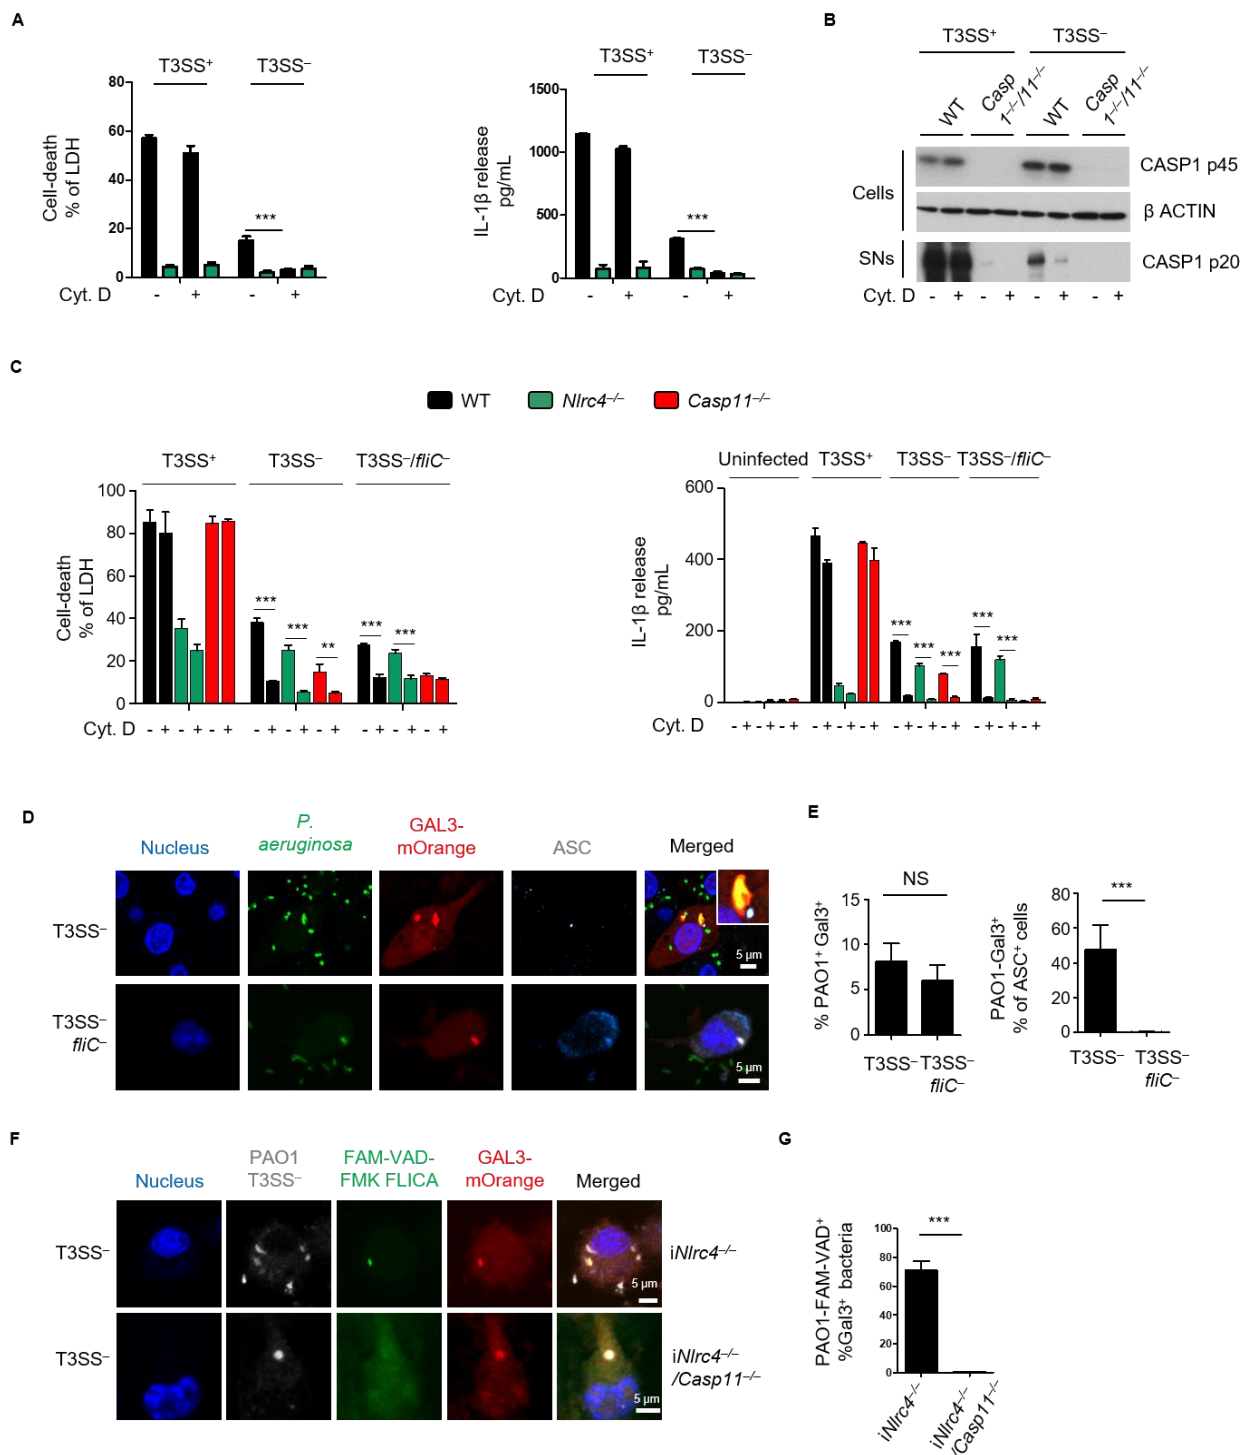 A
T3SS⁺
T3SS⁻
Cell-death
% of LDH
80
60
40
20
0
***
Cyt. D
-
+
-
+
T3SS⁺
T3SS⁻
IL-1β release
pg/mL
1500
1000
500
0
***
-
+
-
+
B
T3SS⁺
T3SS⁻
WT
Casp
1⁻/⁻/11⁻/⁻
WT
Casp
1⁻/⁻/11⁻/⁻
Cells
CASP1 p45
β ACTIN
SNs
CASP1 p20
Cyt. D
- + - + - + - +
C
WT
Nlrc4⁻/⁻
Casp11⁻/⁻
T3SS⁺
T3SS⁻
T3SS⁻/fliC⁻
Cell-death
% of LDH
100
80
60
40
20
0
***
***
**
***
***
Cyt. D
- + - + - + - + - + - + - + - + - +
Uninfected
T3SS⁺
T3SS⁻
T3SS⁻/fliC⁻
IL-1β release
pg/mL
600
400
200
0
***
***
***
***
***
Cyt. D
- + - + - + - + - + - + - + - + - + - + - + - +
D
Nucleus
P.
aeruginosa
GAL3-
mOrange
ASC
Merged
T3SS⁻
5 µm
T3SS⁻
fliC⁻
5 µm
E
NS
% PAO1⁺ Gal3⁺
15
10
5
0
T3SS⁻
T3SS⁻
fliC⁻
***
PAO1-Gal3⁺
% of ASC⁺ cells
80
60
40
20
0
T3SS⁻
T3SS⁻
fliC⁻
F
Nucleus
PAO1
T3SS⁻
FAM-VAD-
FMK FLICA
GAL3-
mOrange
Merged
T3SS⁻
5 µm
iNlrc4⁻/⁻
T3SS⁻
5 µm
iNlrc4⁻/⁻
/Casp11⁻/⁻
G
***
PAO1-FAM-VAD⁺
%Gal3⁺ bacteria
100
80
60
40
20
0
iNlrc4⁻/⁻
iNlrc4⁻/⁻
/Casp11⁻/⁻